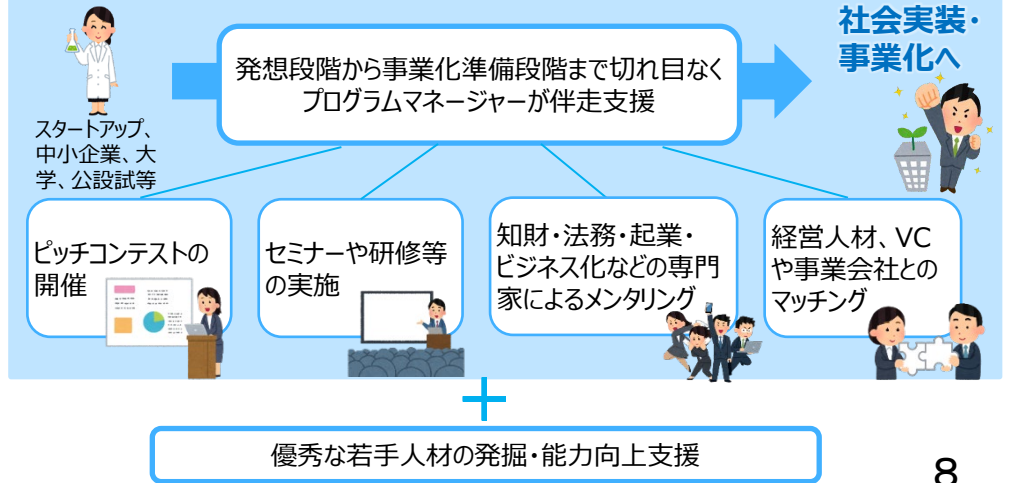 社会実装・
事業化へ
発想段階から事業化準備段階まで切れ目なく
プログラムマネージャーが伴走支援
スタートアップ、
中小企業、大
学、公設試等
ピッチコンテストの
開催
セミナーや研修等
の実施
知財・法務・起業・
ビジネス化などの専門
家によるメンタリング
経営人材、VC
や事業会社との
マッチング
＋
優秀な若手人材の発掘・能力向上支援
8